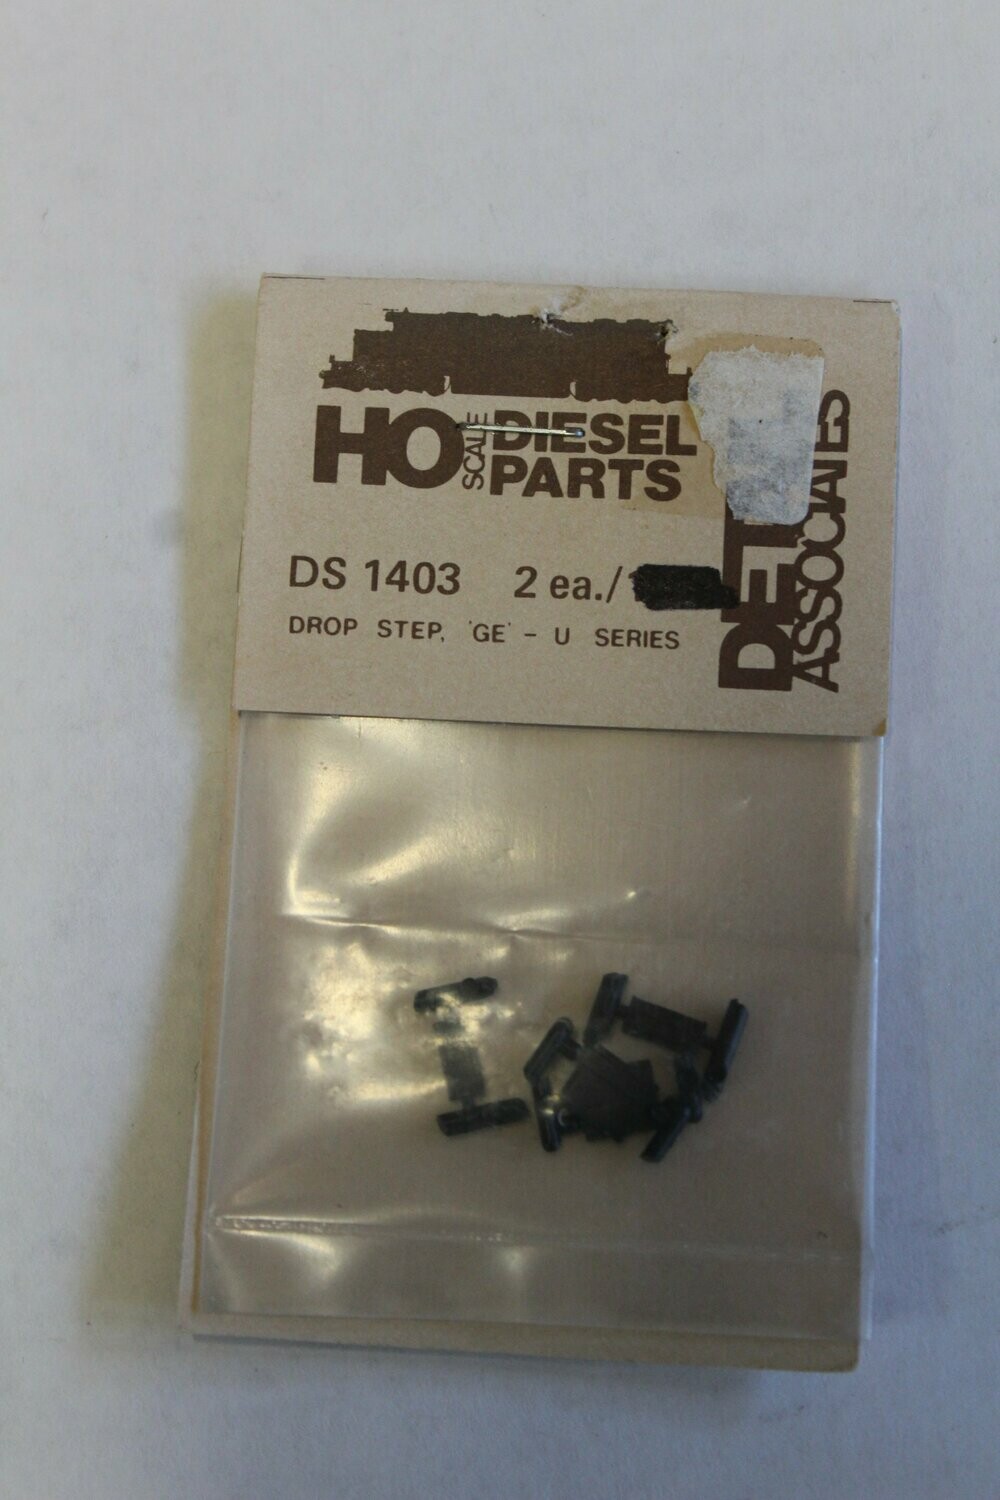 HO SCALE DIESEL
PARTS
DS 1403 2 ea./
DROP STEP, 'GE' - U SERIES
ASSOCIATES